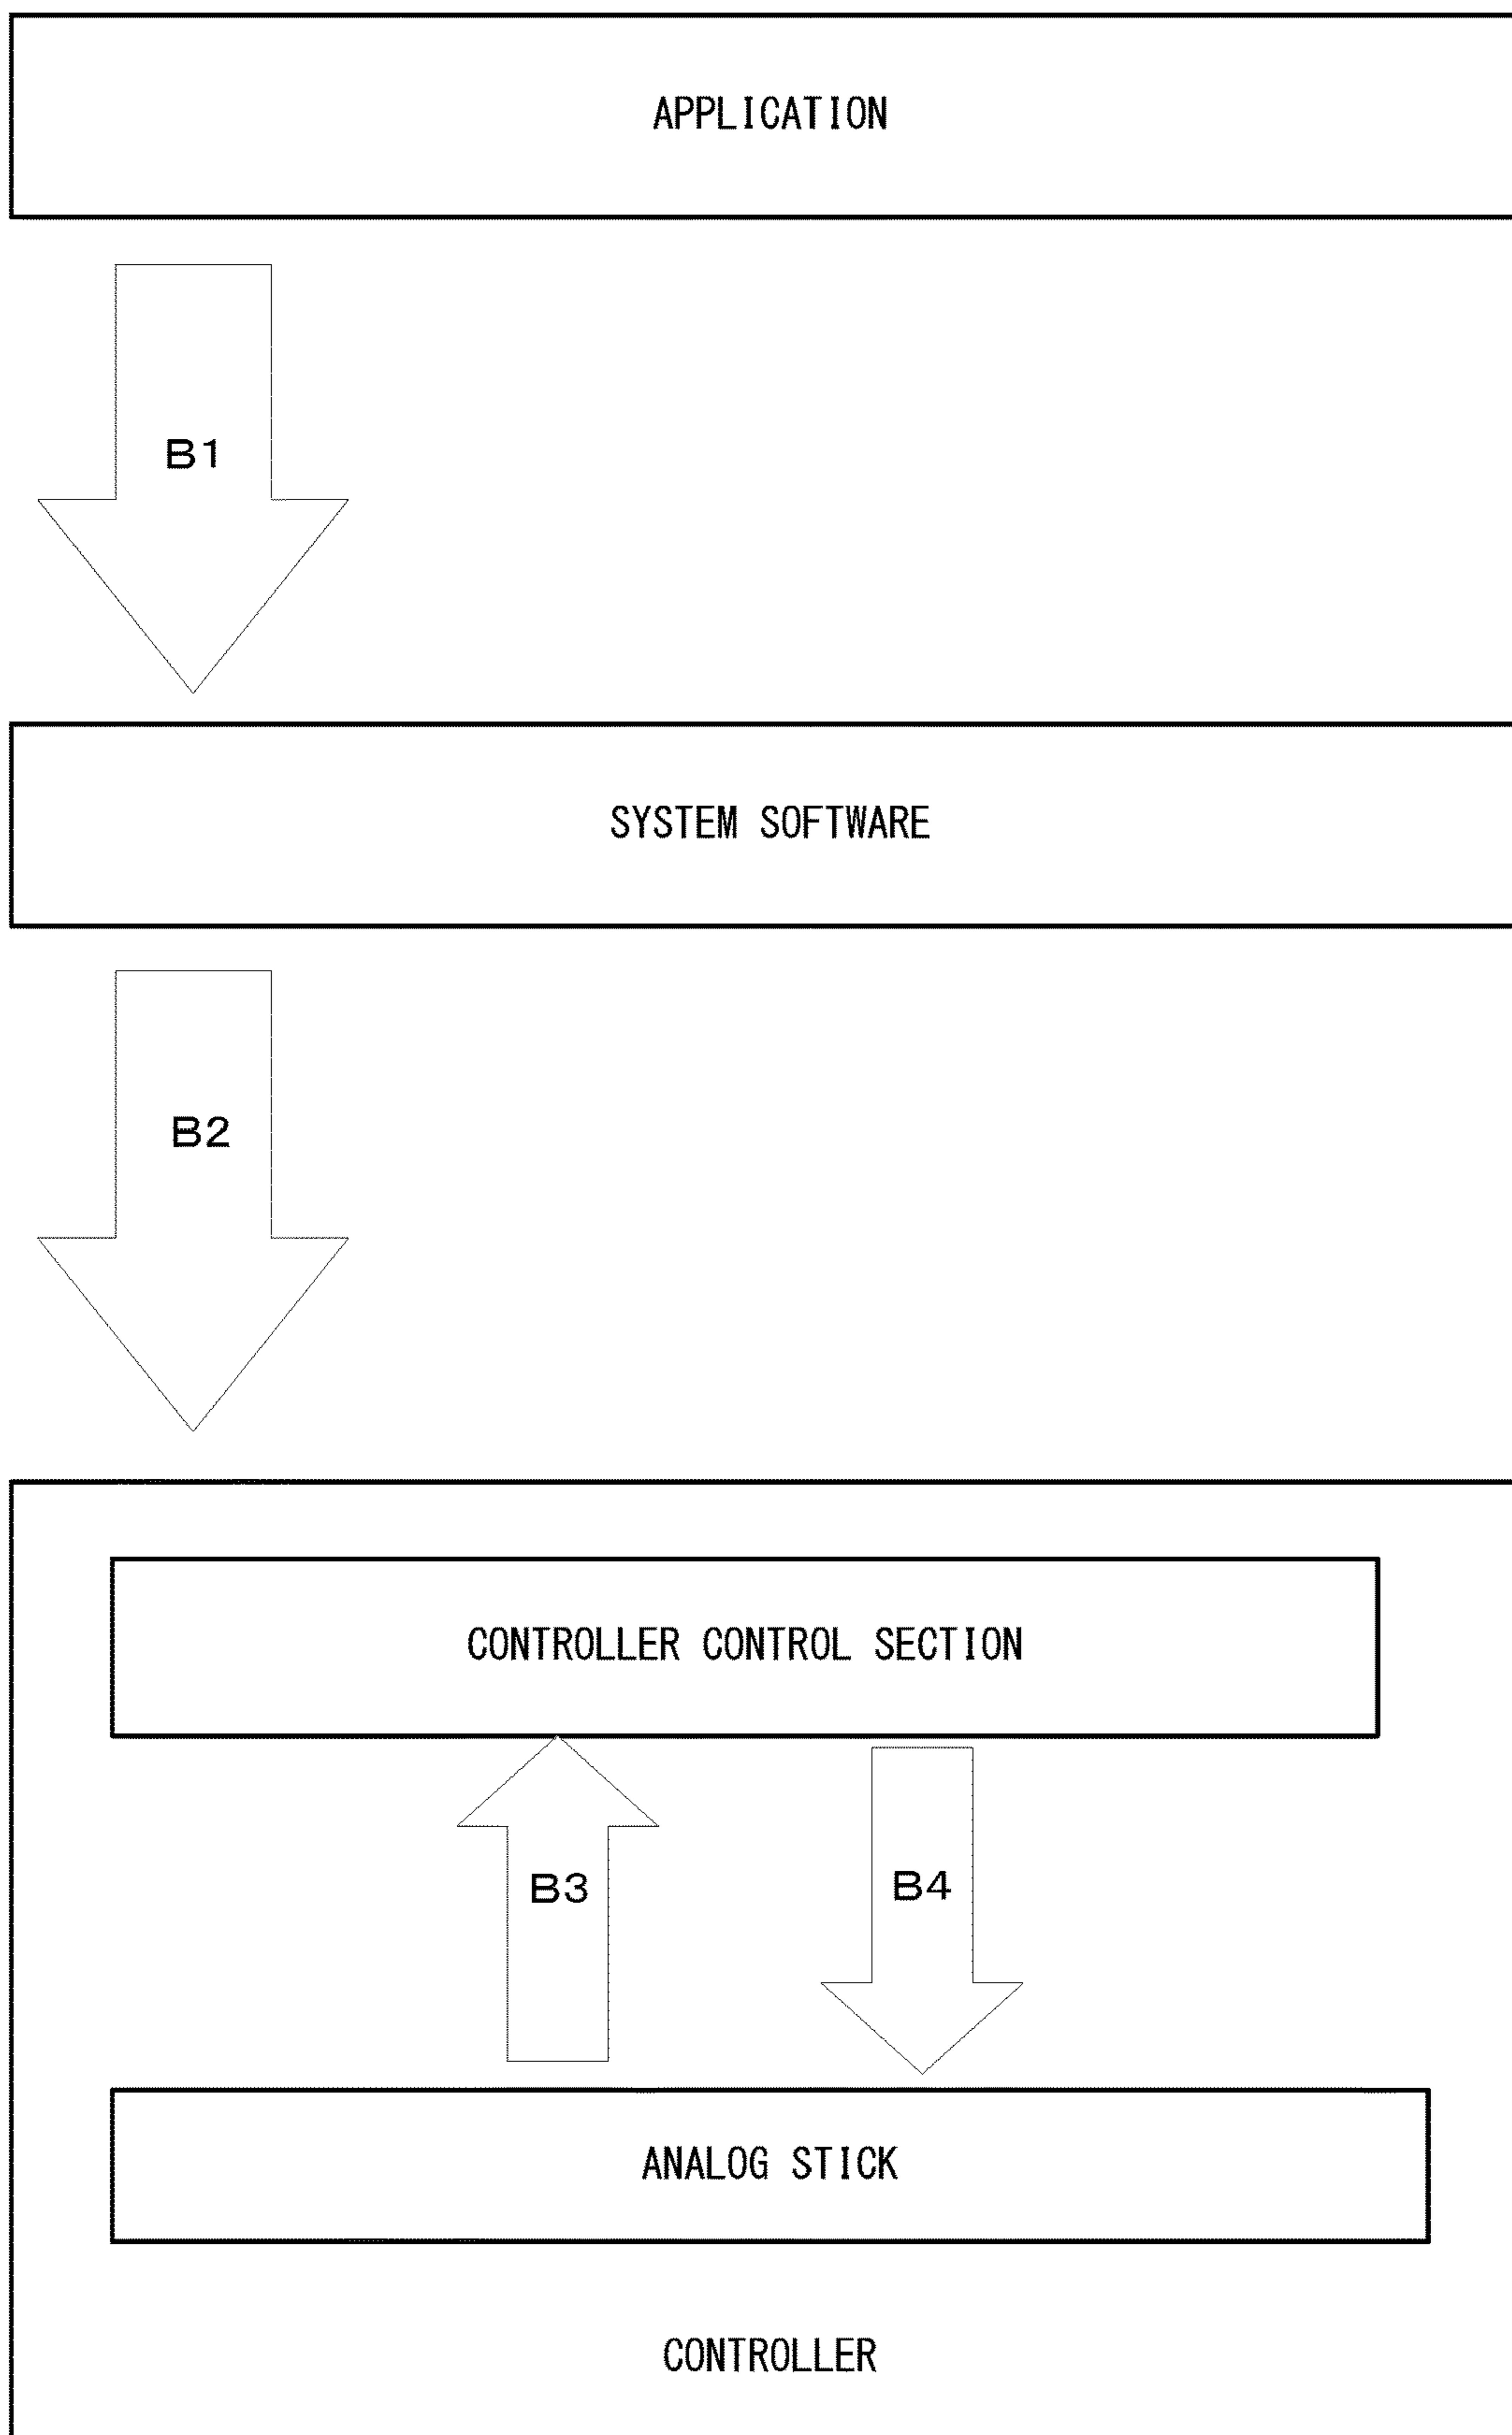 APPLICATION
B1
SYSTEM SOFTWARE
B2
CONTROLLER CONTROL SECTION
B3
B4
ANALOG STICK
CONTROLLER